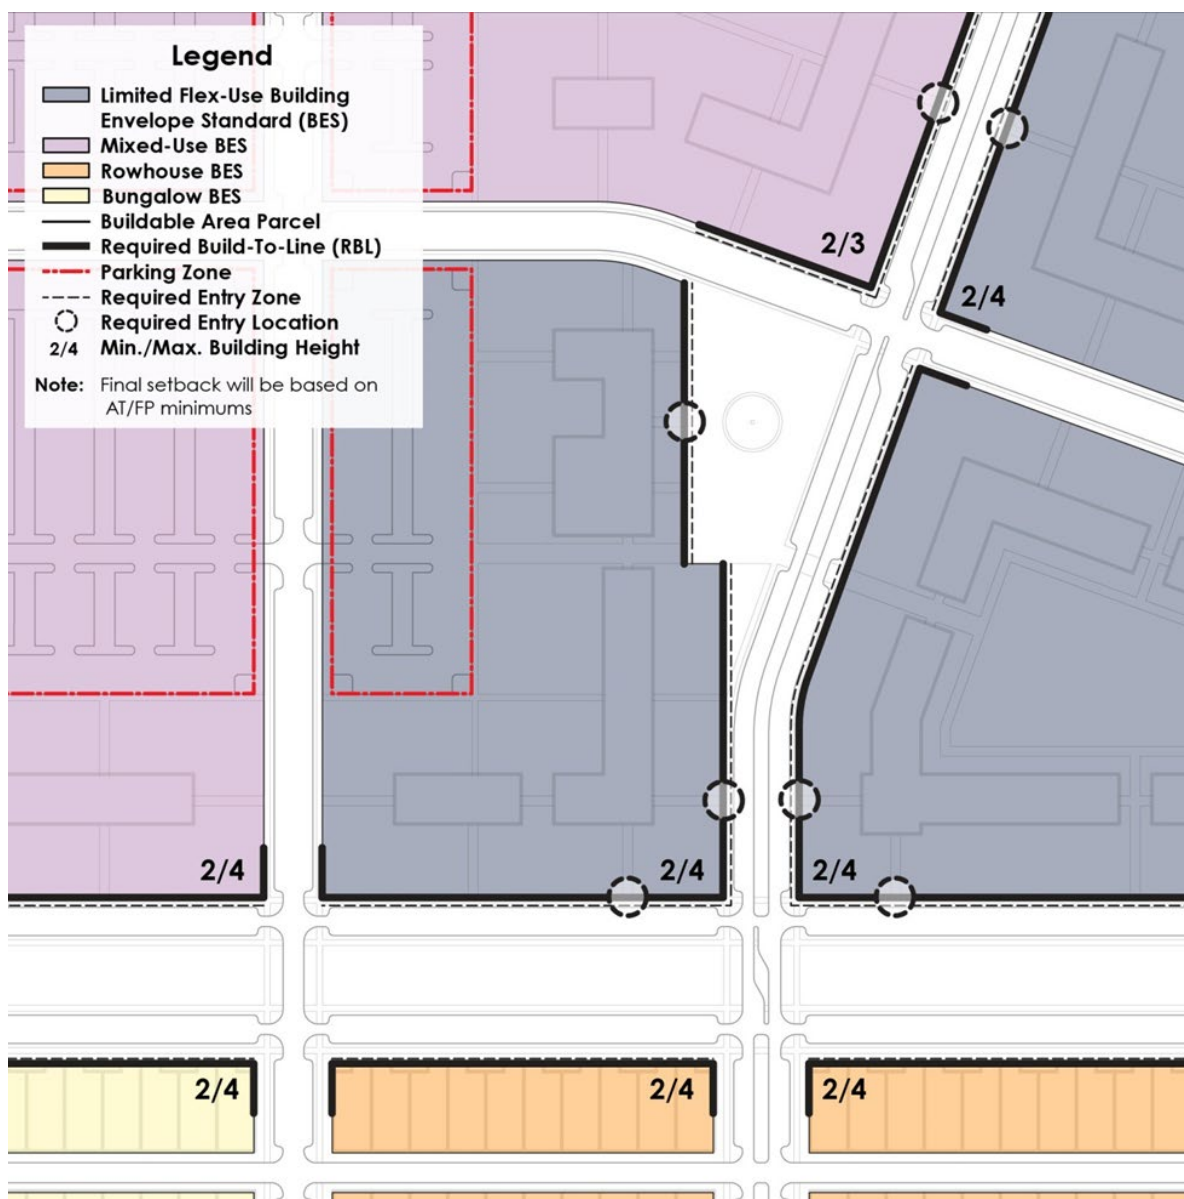 Legend
Limited Flex-Use Building
Envelope Standard (BES)
Mixed-Use BES
Rowhouse BES
Bungalow BES
Buildable Area Parcel
Required Build-To-Line (RBL)
Parking Zone
Required Entry Zone
Required Entry Location
2/4 Min./Max. Building Height
Note: Final setback will be based on
AT/FP minimums
2/3
2/4
2/4
2/4
2/4
2/4
2/4
2/4